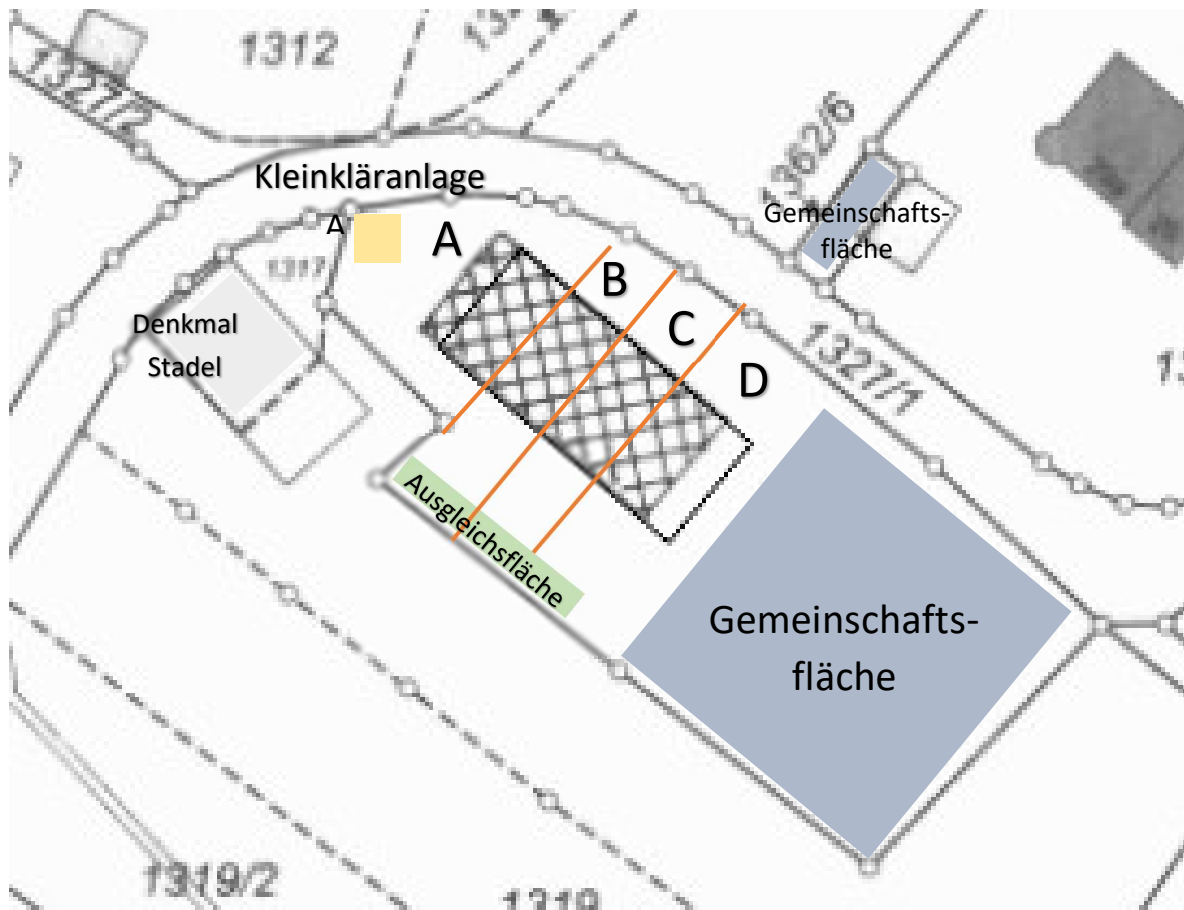 1312
1327/2
Kleinkläranlage
1362/6
Gemeinschafts-
fläche
A
A
1317
B
C
D
Denkmal
Stadel
1327/1
Ausgleichsfläche
Gemeinschafts-
fläche
1319/2
1319